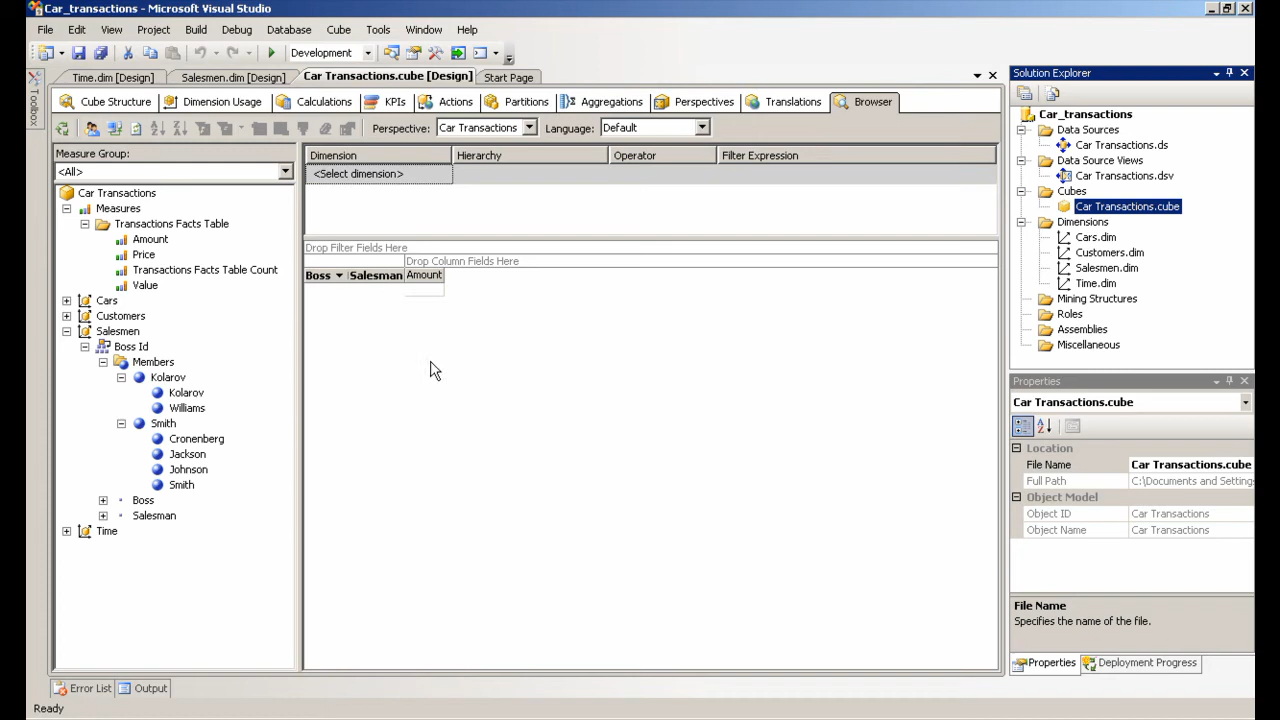 Car_transactions - Microsoft Visual Studio
File Edit View Project Build Debug Database Cube Tools Window Help
Development
Time.dim [Design] Salesmen.dim [Design] Car Transactions.cube [Design] Start Page
Cube Structure Dimension Usage Calculations KPIs Actions Partitions Aggregations Perspectives Translations Browser
Perspective: Car Transactions Language: Default
Toolbox
Measure Group:
<All>
Car Transactions
Measures
Transactions Facts Table
Amount
Price
Transactions Facts Table Count
Value
Cars
Customers
Salesmen
Boss Id
Members
Kolarov
Kolarov
Williams
Smith
Cronenberg
Jackson
Johnson
Smith
Boss
Salesman
Time
Dimension Hierarchy Operator Filter Expression
<Select dimension>
Drop Filter Fields Here
Drop Column Fields Here
Boss Salesman Amount
Solution Explorer
Car_transactions
Data Sources
Car Transactions.ds
Data Source Views
Car Transactions.dsv
Cubes
Car Transactions.cube
Dimensions
Cars.dim
Customers.dim
Salesmen.dim
Time.dim
Mining Structures
Roles
Assemblies
Miscellaneous
Properties
Car Transactions.cube
Location
File Name Car Transactions.cube
Full Path C:\Documents and Setting
Object Model
Object ID Car Transactions
Object Name Car Transactions
File Name
Specifies the name of the file.
Properties Deployment Progress
Error List Output
Ready